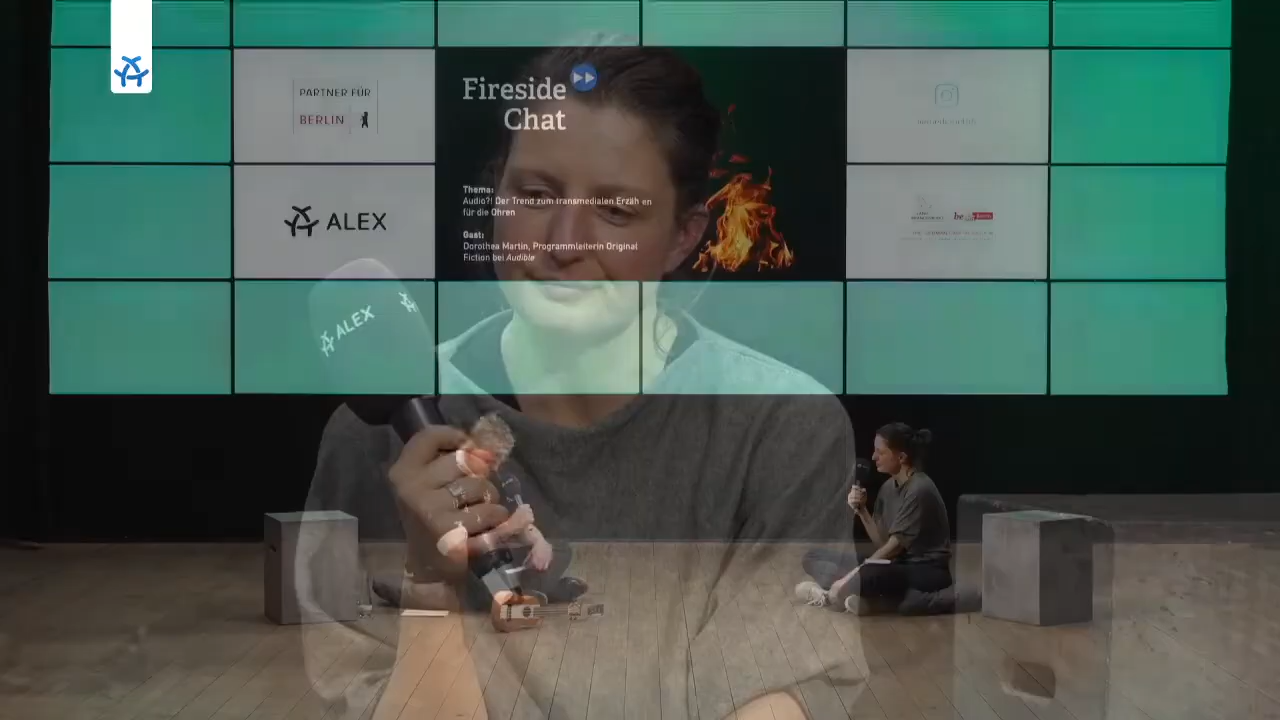 PARTNER FÜR
BERLIN
ALEX
Fireside
Chat
Thema:
Audio?! Der Trend zum transmedialen Erzäh en
für die Ohren
Gast:
Dorothea Martin, Programmleiterin Original
Fiction bei Audible
ALEX